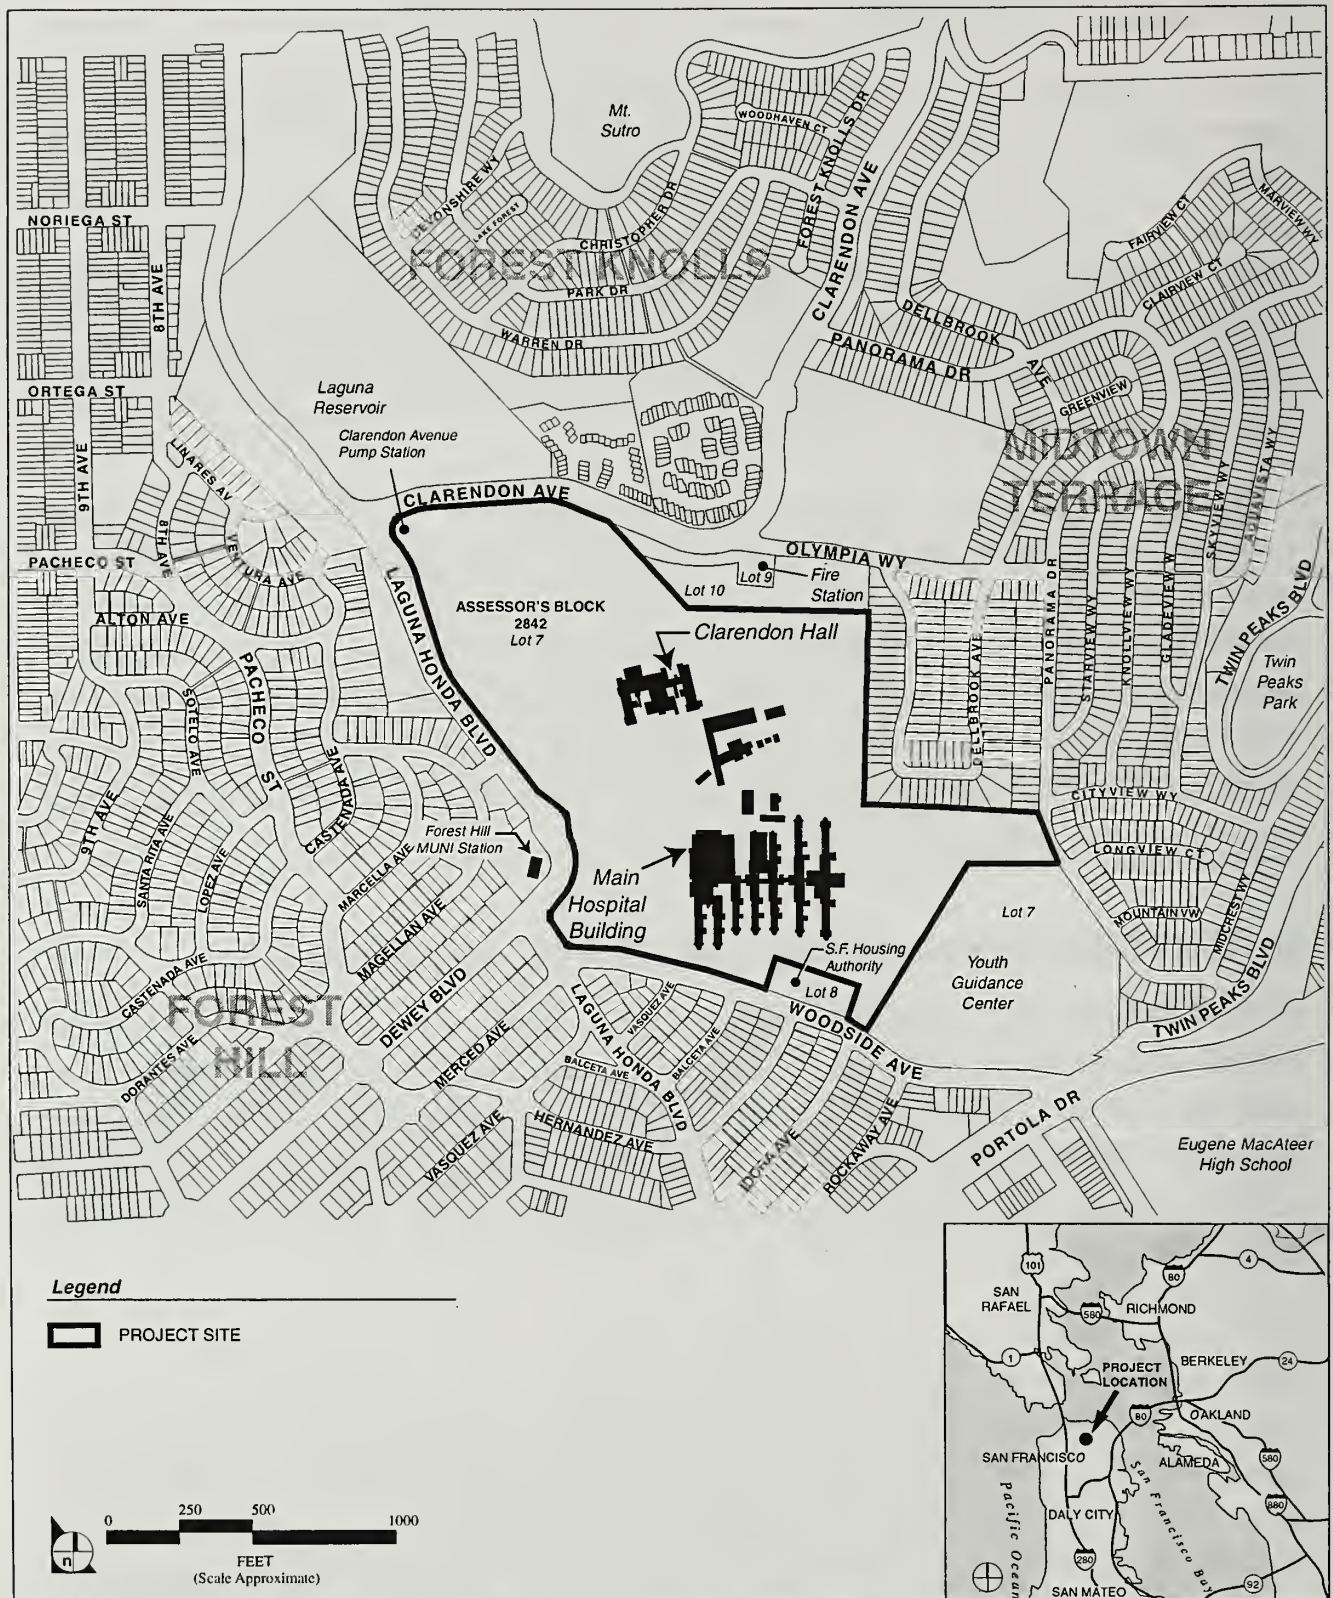 Mt.
Sutro
WOODHAVEN CT
FOREST KNOLLS DR
CLARENDON AVE
DEVONSHIRE WY
LAKE FOREST
CHRISTOPHER DR
FOREST KNOLLS
PARK DR
WARREN DR
NORIEGA ST
8TH AVE
ORTEGA ST
9TH AVE
FAIRVIEW CT
MARVIEW WY
CLAIRVIEW CT
DELLBROOK
AVE
PANORAMA DR
GREENVIEW
MIDTOWN
TERRACE
SKYVIEW WY
AQUAVISTA WY
Laguna
Reservoir
Clarendon Avenue
Pump Station
LINARES AV
8TH AVE
VENTURA AVE
PACHECO ST
ALTON AVE
CLARENDON AVE
OLYMPIA WY
Lot 9
Fire
Station
Lot 10
ASSESSOR'S BLOCK
2842
Lot 7
Clarendon Hall
LAGUNA HONDA BLVD
DELLBROOK AVE
PANORAMA DR
STARVIEW WY
KNOLLVIEW WY
GLADEVIEW W
TWIN PEAKS BLVD
Twin
Peaks
Park
PACHECO
ST
SOTELO AVE
CASTENADA AVE
9TH AVE
SANTA RITA AVE
LOPEZ AVE
MARCELLA AVE
MAGELLAN AVE
Forest Hill
MUNI Station
CITYVIEW WY
LONGVIEW CT
MOUNTAIN VW
MIDCREST WY
Main
Hospital
Building
Lot 7
Youth
Guidance
Center
S.F. Housing
Authority
Lot 8
CASTENADA AVE
FOREST
HILL
DORANTES AVE
DEWEY BLVD
MERCED AVE
LAGUNA HONDA BLVD
VASQUEZ AVE
BALCETA AVE
BALCETA AVE
WOODSIDE AVE
TWIN PEAKS BLVD
HERNANDEZ AVE
VASQUEZ AVE
IDORA AVE
ROCKAWAY AVE
PORTOLA DR
Eugene MacAteer
High School
Legend
PROJECT SITE
0 250 500 1000
FEET
(Scale Approximate)
n
101
80
4
SAN
RAFAEL
580
RICHMOND
1
PROJECT
LOCATION
BERKELEY
24
80
OAKLAND
SAN FRANCISCO
ALAMEDA
580
880
DALY CITY
280
92
SAN MATEO
Pacific Ocean
San Francisco Bay